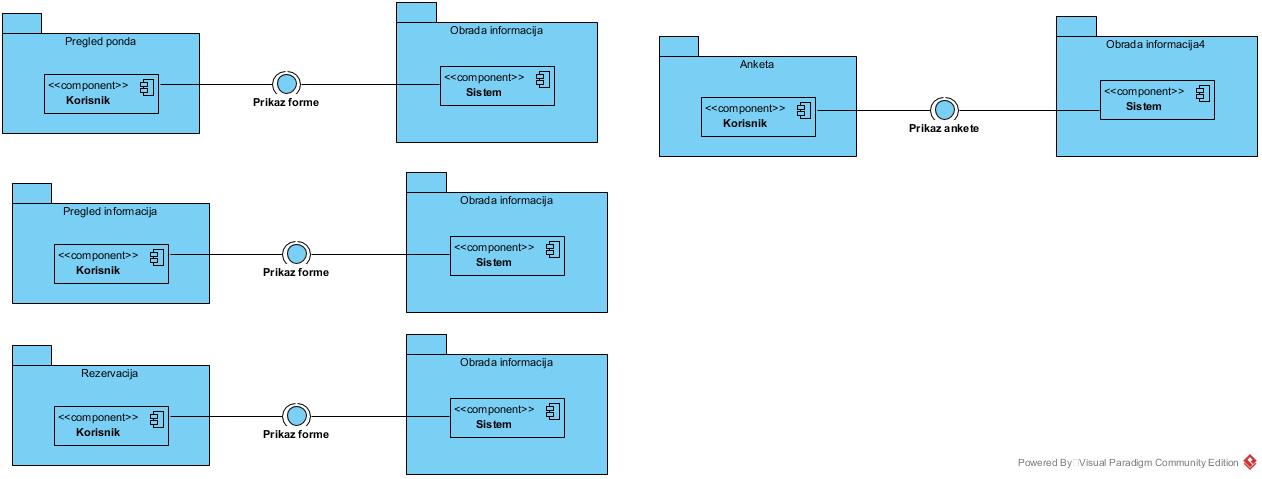 Pregled ponda
<<component>>
Korisnik
Prikaz forme
Obrada informacija
<<component>>
Sistem
Anketa
<<component>>
Korisnik
Prikaz ankete
Obrada informacija4
<<component>>
Sistem
Pregled informacija
<<component>>
Korisnik
Prikaz forme
Obrada informacija
<<component>>
Sistem
Rezervacija
<<component>>
Korisnik
Prikaz forme
Obrada informacija
<<component>>
Sistem
Powered By Visual Paradigm Community Edition